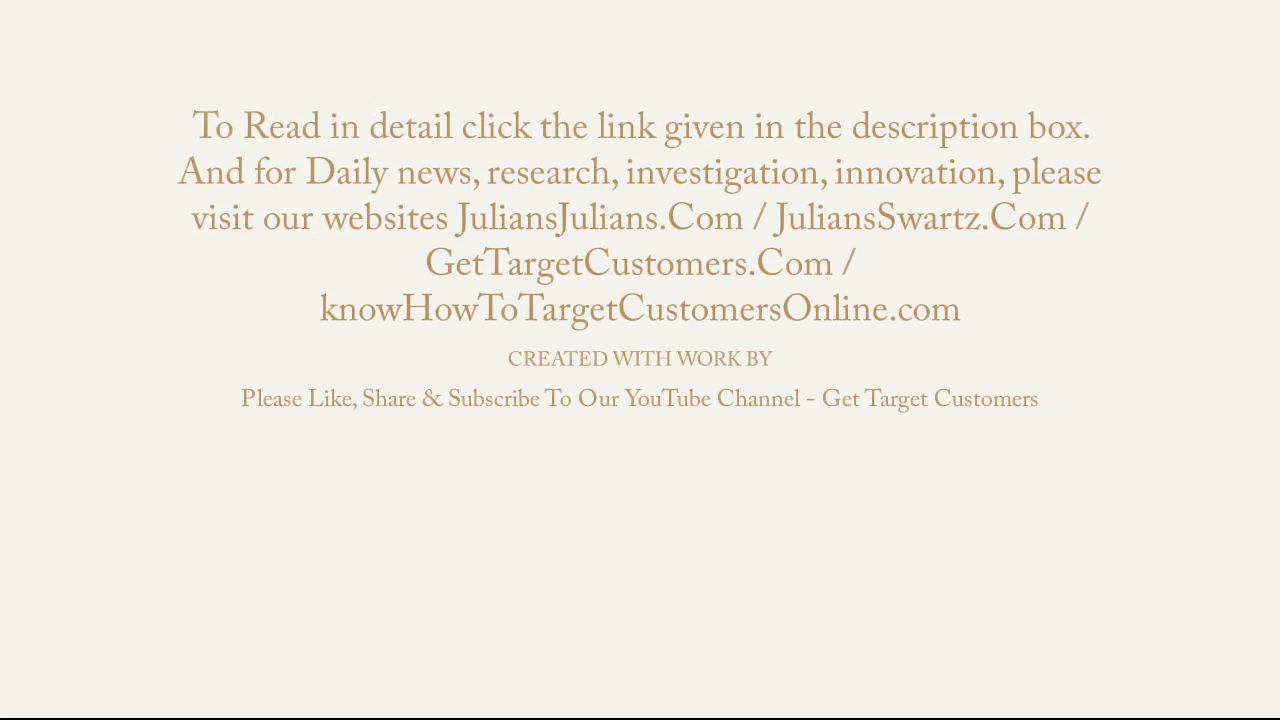 To Read in detail click the link given in the description box.
And for Daily news, research, investigation, innovation, please
visit our websites JuliansJulians.Com / JuliansSwartz.Com /
GetTargetCustomers.Com /
knowHowToTargetCustomersOnline.com
CREATED WITH WORK BY
Please Like, Share & Subscribe To Our YouTube Channel - Get Target Customers